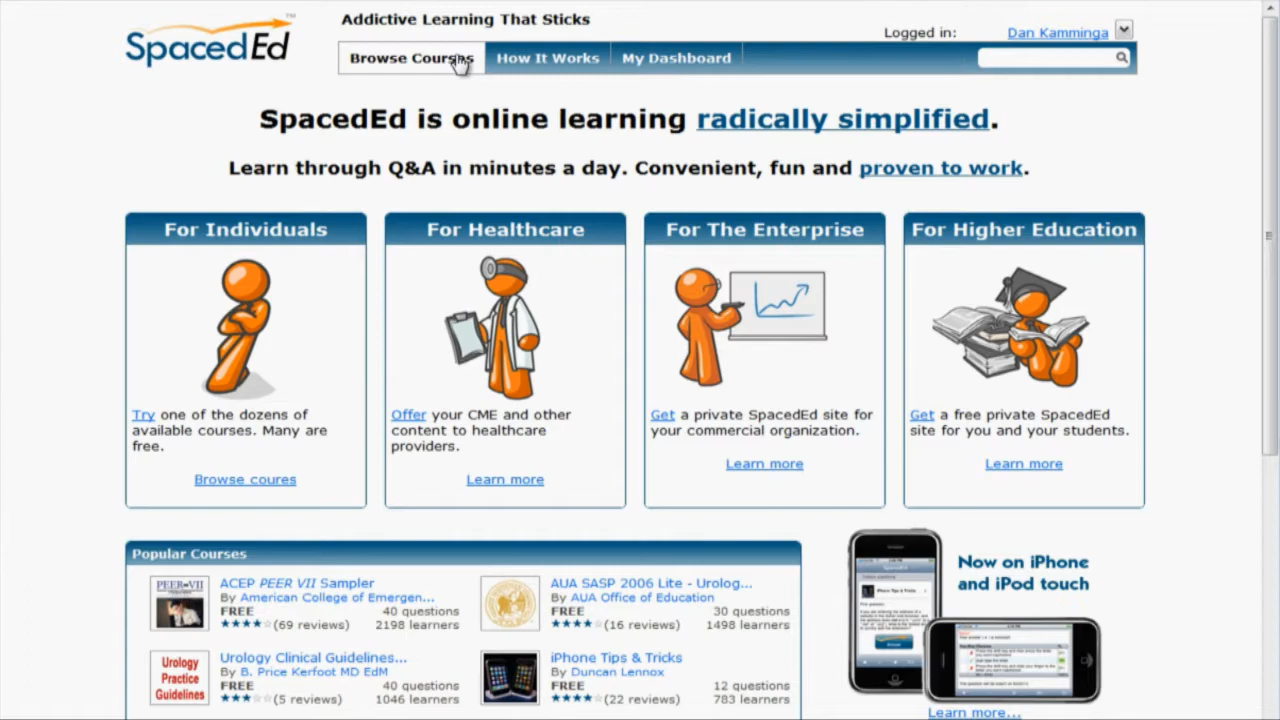 Addictive Learning That Sticks
SpacedEd™
Logged in: Dan Kamminga
Browse Courses How It Works My Dashboard
SpacedEd is online learning radically simplified.
Learn through Q&A in minutes a day. Convenient, fun and proven to work.
For Individuals
Try one of the dozens of
available courses. Many are
free.
Browse coures
For Healthcare
Offer your CME and other
content to healthcare
providers.
Learn more
For The Enterprise
Get a private SpacedEd site for
your commercial organization.
Learn more
For Higher Education
Get a free private SpacedEd
site for you and your students.
Learn more
Popular Courses
PEER VII
ACEP PEER VII Sampler
By American College of Emergen...
FREE 40 questions
(69 reviews) 2198 learners
AUA SASP 2006 Lite - Urolog...
By AUA Office of Education
FREE 30 questions
(16 reviews) 1498 learners
Urology
Practice
Guidelines
Urology Clinical Guidelines...
By B. Price Kerfoot MD EdM
FREE 40 questions
(5 reviews) 1046 learners
iPhone Tips & Tricks
By Duncan Lennox
FREE 12 questions
(22 reviews) 783 learners
Now on iPhone
and iPod touch
Learn more...